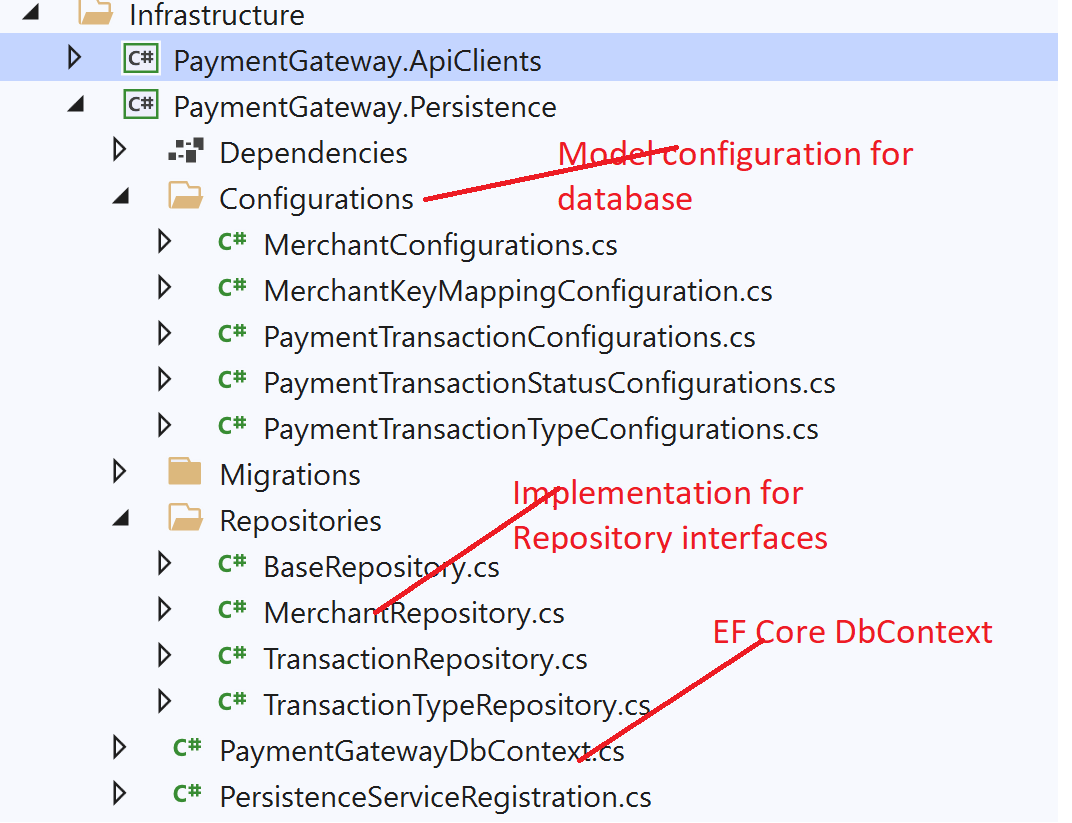 Infrastructure
C# PaymentGateway.ApiClients
C# PaymentGateway.Persistence
Dependencies
Model configuration for
database
Configurations
C# MerchantConfigurations.cs
C# MerchantKeyMappingConfiguration.cs
C# PaymentTransactionConfigurations.cs
C# PaymentTransactionStatusConfigurations.cs
C# PaymentTransactionTypeConfigurations.cs
Migrations
Implementation for
Repository interfaces
Repositories
C# BaseRepository.cs
C# MerchantRepository.cs
EF Core DbContext
C# TransactionRepository.cs
C# TransactionTypeRepository.cs
C# PaymentGatewayDbContext.cs
C# PersistenceServiceRegistration.cs